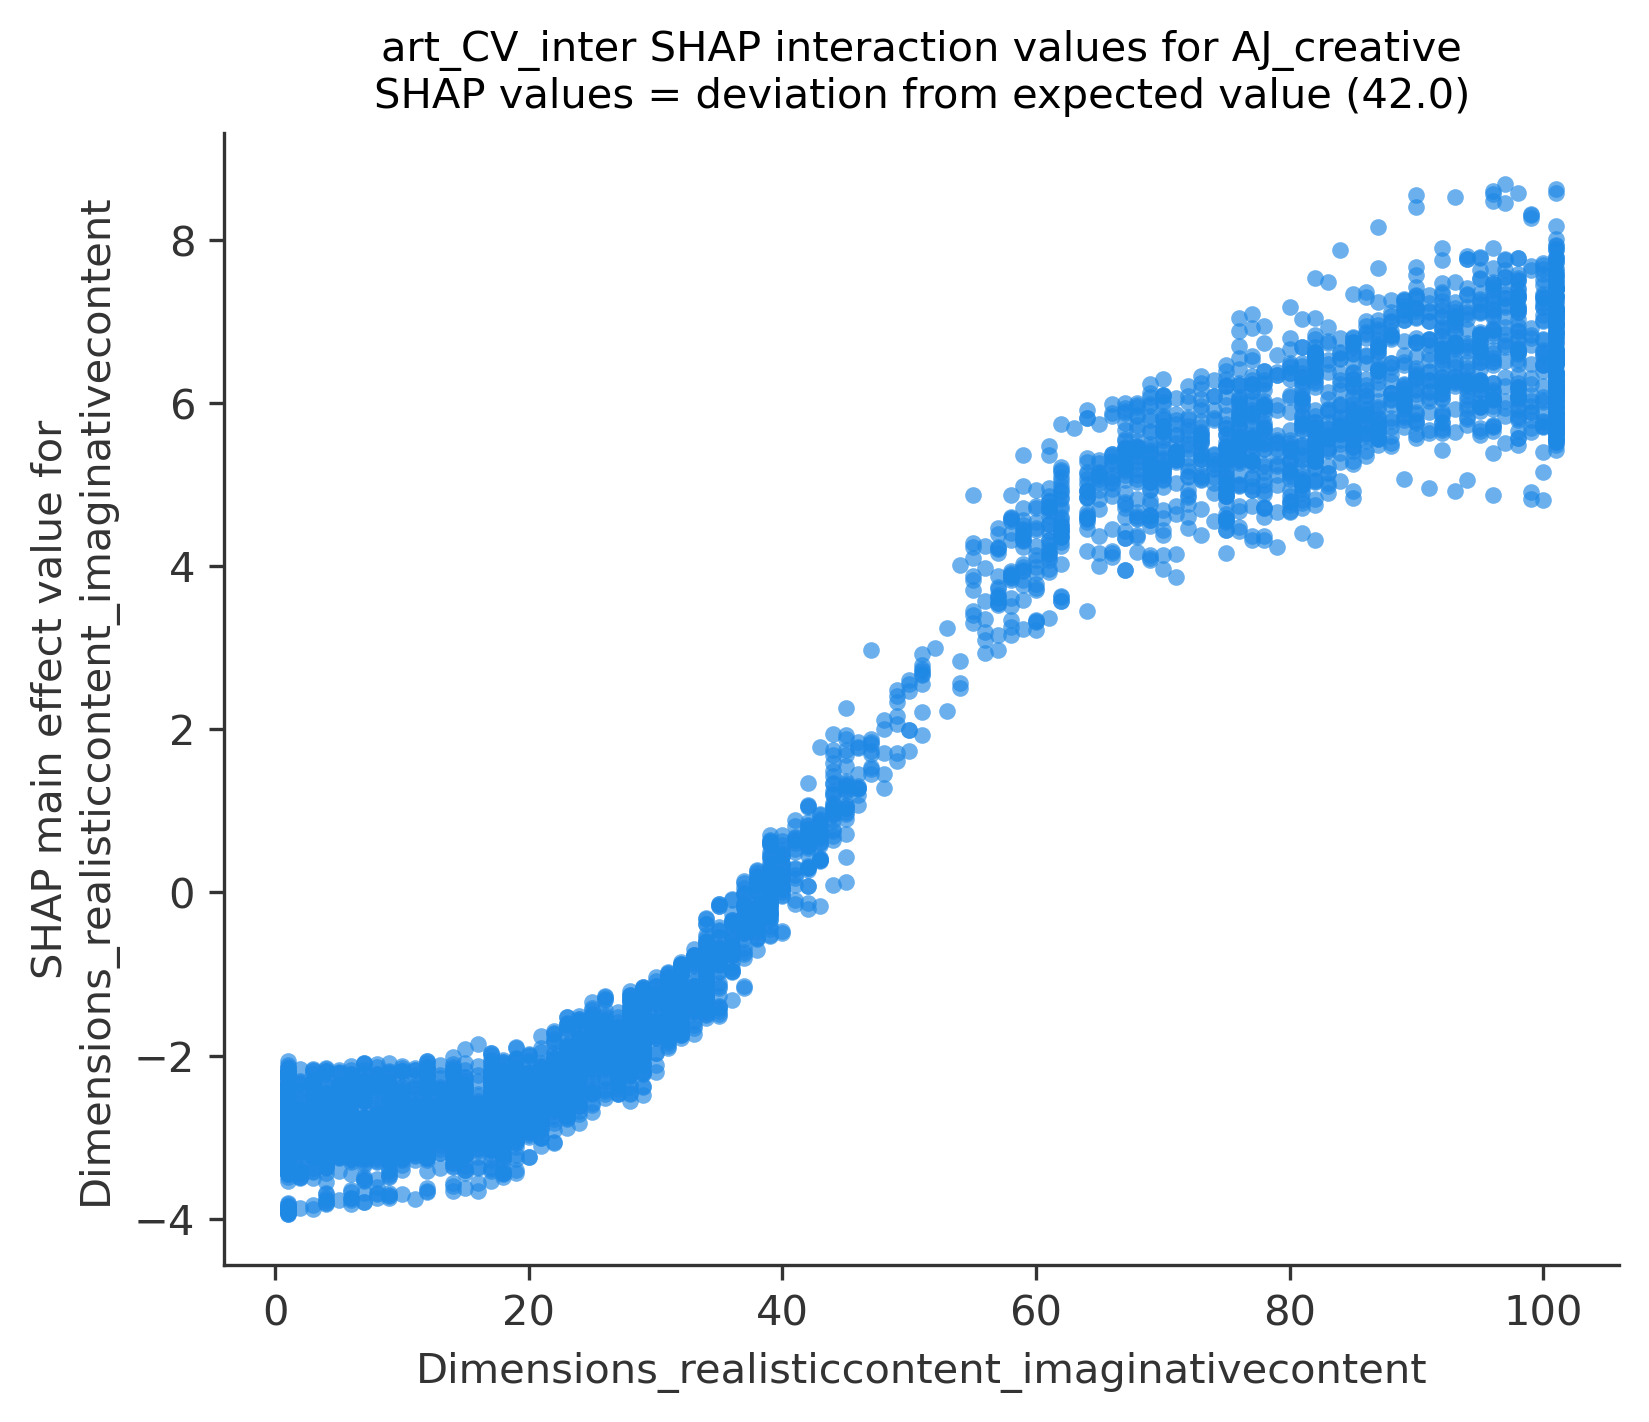 art_CV_inter SHAP interaction values for AJ_creative
SHAP values = deviation from expected value (42.0)
SHAP main effect value for
Dimensions_realisticcontent_imaginativecontent
8
6
4
2
0
−2
−4
0
20
40
60
80
100
Dimensions_realisticcontent_imaginativecontent